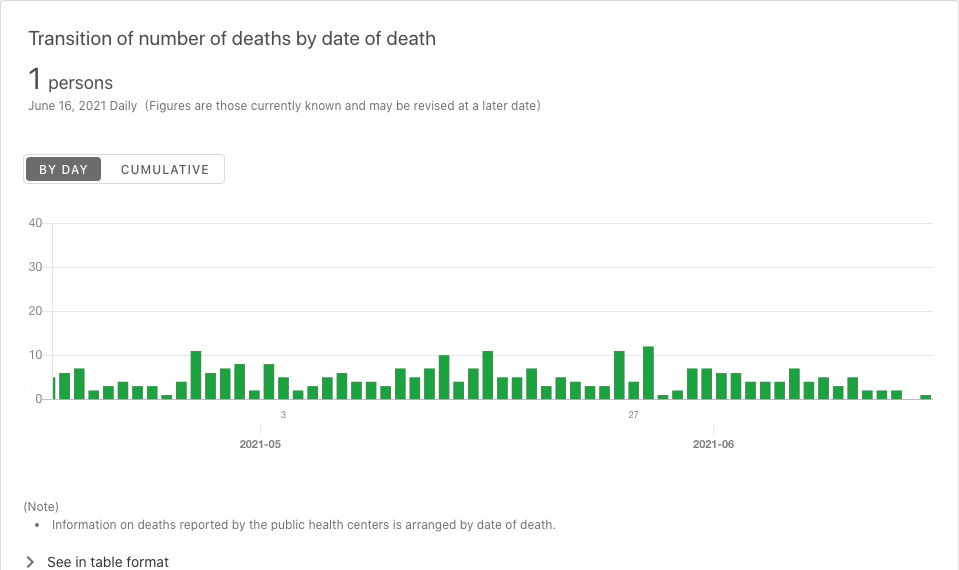 Transition of number of deaths by date of death
1 persons
June 16, 2021 Daily (Figures are those currently known and may be revised at a later date)
BY DAY CUMULATIVE
40
30
20
10
0
3 27
2021-05 2021-06
(Note)
• Information on deaths reported by the public health centers is arranged by date of death.
See in table format